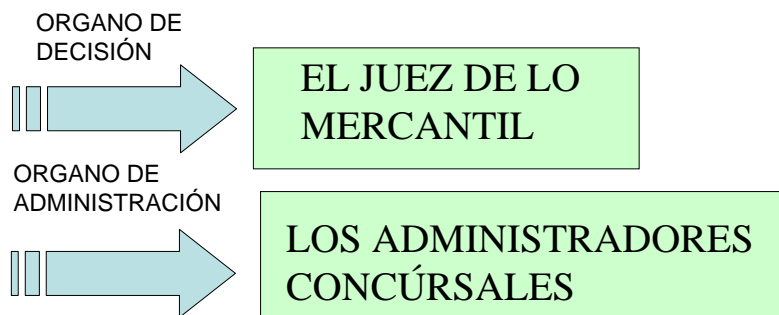 ORGANO DE
DECISIÓN
EL JUEZ DE LO
MERCANTIL
ORGANO DE
ADMINISTRACIÓN
LOS ADMINISTRADORES
CONCÚRSALES